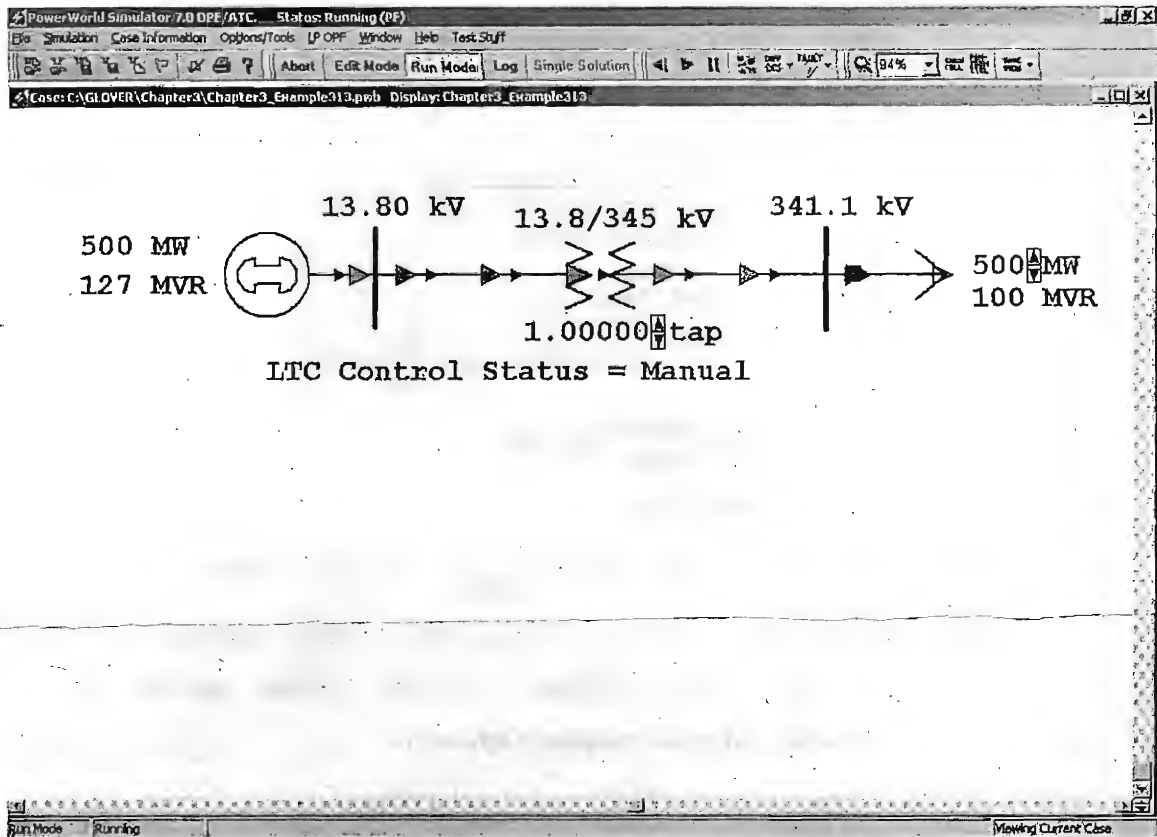 PowerWorld Simulator 7.0 OPF/ATC. Status: Running (PF)
File Simulation Case Information Options/Tools LP OPF Window Help Test Stuff
Abort Edit Mode Run Mode Log Single Solution FAULT 94%
Case: C:\GLOVER\Chapter3\Chapter3_Example313.pwb Display: Chapter3_Example313
13.80 kV
13.8/345 kV
341.1 kV
500 MW
127 MVR
500 MW
100 MVR
1.00000 tap
LTC Control Status = Manual
Run Mode Running Viewing Current Case